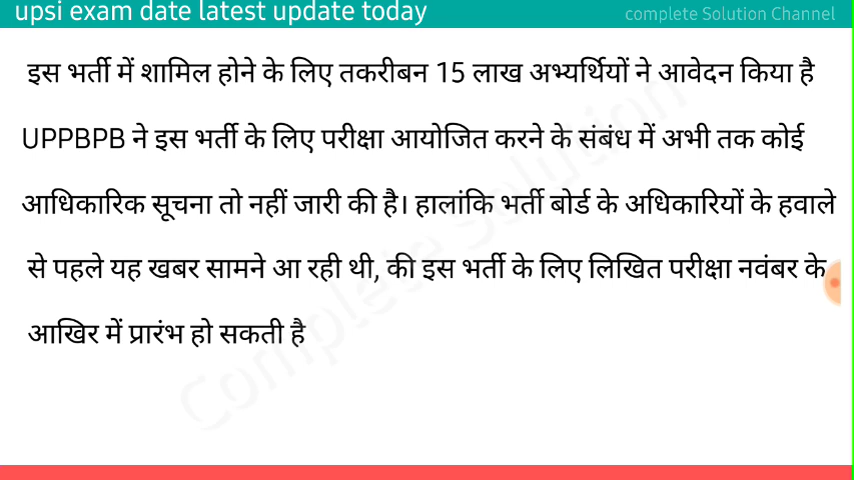 upsi exam date latest update today
complete Solution Channel
इस भर्ती में शामिल होने के लिए तकरीबन 15 लाख अभ्यर्थियों ने आवेदन किया है
UPPBPB ने इस भर्ती के लिए परीक्षा आयोजित करने के संबंध में अभी तक कोई
आधिकारिक सूचना तो नहीं जारी की है। हालांकि भर्ती बोर्ड के अधिकारियों के हवाले
से पहले यह खबर सामने आ रही थी, की इस भर्ती के लिए लिखित परीक्षा नवंबर के
आखिर में प्रारंभ हो सकती है
Complete Solution